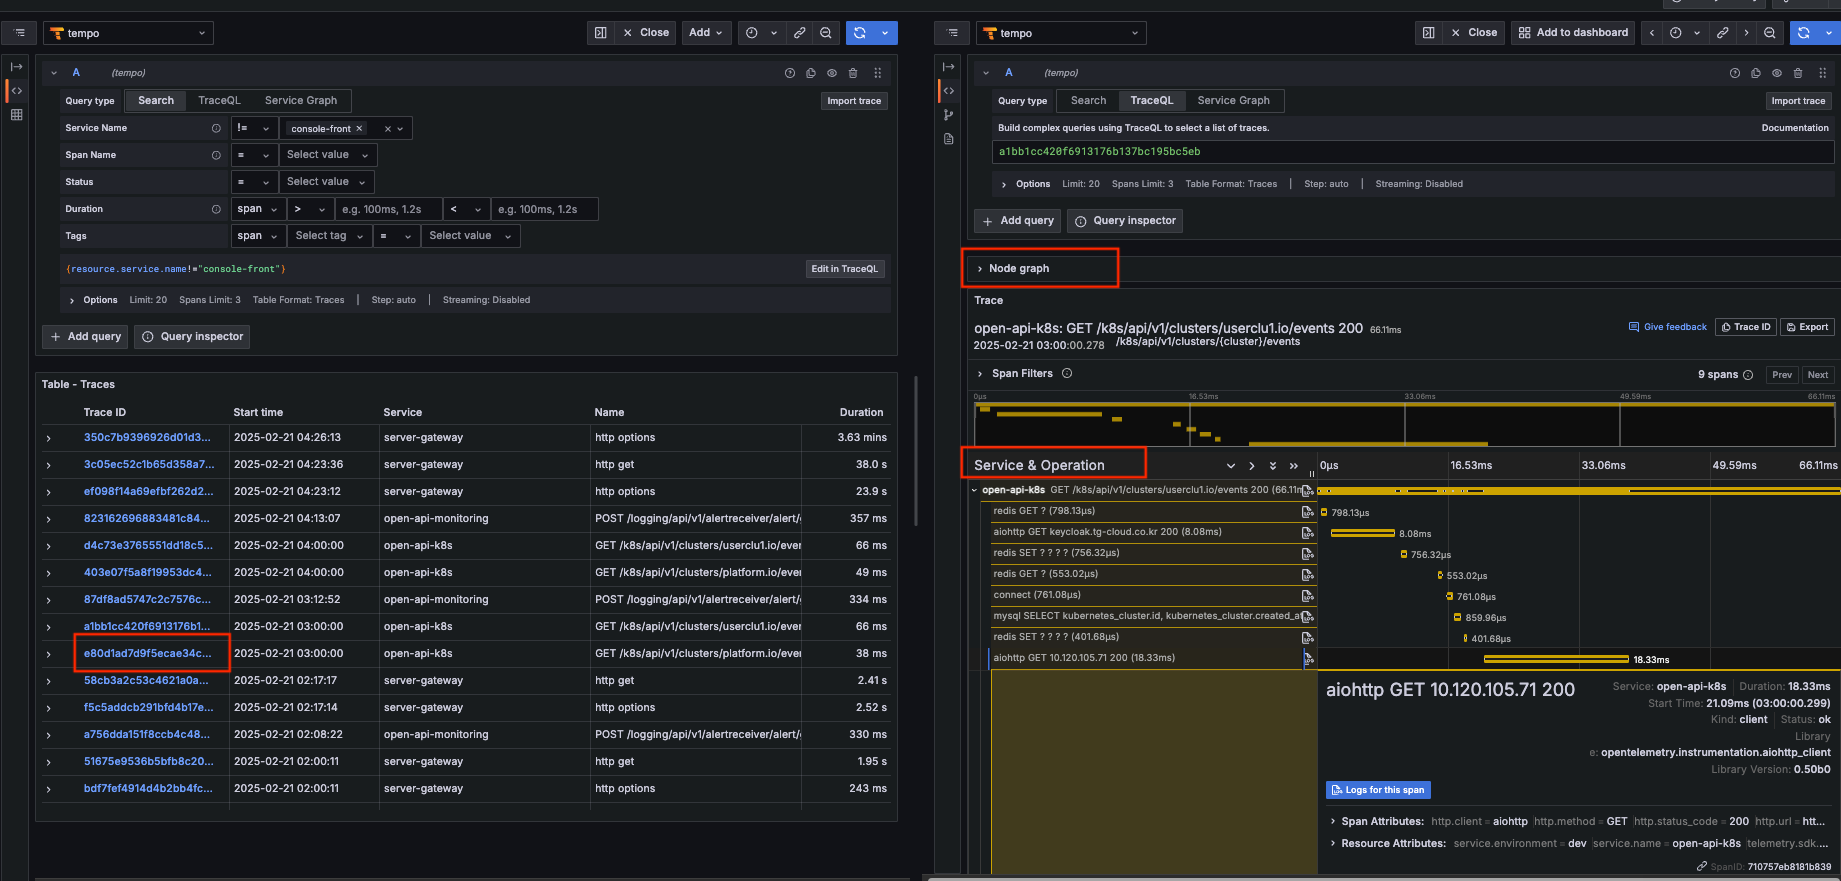 tempo
Close
Add
A
(tempo)
Query type
Search
TraceQL
Service Graph
Import trace
Service Name
!=
console-front
Span Name
=
Select value
Status
=
Select value
Duration
span
>
e.g. 100ms, 1.2s
<
e.g. 100ms, 1.2s
Tags
span
Select tag
=
Select value
{resource.service.name!="console-front"}
Edit in TraceQL
Options
Limit: 20
Spans Limit: 3
Table Format: Traces
Step: auto
Streaming: Disabled
+ Add query
Query inspector
Table - Traces
Trace ID Start time Service Name Duration
350c7b9396926d01d3... 2025-02-21 04:26:13 server-gateway http options 3.63 mins
3c05ec52c1b65d358a7... 2025-02-21 04:23:36 server-gateway http get 38.0 s
ef098f14a69efbf262d2... 2025-02-21 04:23:12 server-gateway http options 23.9 s
823162696883481c84... 2025-02-21 04:13:07 open-api-monitoring POST /logging/api/v1/alertreceiver/alert/ 357 ms
d4c73e3765551dd18c5... 2025-02-21 04:00:00 open-api-k8s GET /k8s/api/v1/clusters/userclu1.io/ever 66 ms
403e07f5a8f19953dc4... 2025-02-21 04:00:00 open-api-k8s GET /k8s/api/v1/clusters/platform.io/eve 49 ms
87df8ad5747c2c7576c... 2025-02-21 03:12:52 open-api-monitoring POST /logging/api/v1/alertreceiver/alert/ 334 ms
a1bb1cc420f6913176b1... 2025-02-21 03:00:00 open-api-k8s GET /k8s/api/v1/clusters/userclu1.io/ever 66 ms
e80d1ad7d9f5ecae34c... 2025-02-21 03:00:00 open-api-k8s GET /k8s/api/v1/clusters/platform.io/eve 38 ms
58cb3a2c53c4621a0a... 2025-02-21 02:17:17 server-gateway http get 2.41 s
f5c5addcb291bfd4b17e... 2025-02-21 02:17:14 server-gateway http options 2.52 s
a756dda151f8ccb4c48... 2025-02-21 02:08:22 open-api-monitoring POST /logging/api/v1/alertreceiver/alert/ 330 ms
51675e9536b5bfb8c20... 2025-02-21 02:00:11 server-gateway http get 1.95 s
bdf7fef4914d4b2bb4fc... 2025-02-21 02:00:11 server-gateway http options 243 ms
tempo
Close
Add to dashboard
A
(tempo)
Query type
Search
TraceQL
Service Graph
Import trace
Build complex queries using TraceQL to select a list of traces.
Documentation
a1bb1cc420f6913176b137bc195bc5eb
Options
Limit: 20
Spans Limit: 3
Table Format: Traces
Step: auto
Streaming: Disabled
+ Add query
Query inspector
Node graph
Trace
open-api-k8s: GET /k8s/api/v1/clusters/userclu1.io/events 200 66.11ms
2025-02-21 03:00:00.278 /k8s/api/v1/clusters/{cluster}/events
Give feedback
Trace ID
Export
Span Filters
9 spans
Prev
Next
0µs 16.53ms 33.06ms 49.59ms 66.11ms
Service & Operation
0µs 16.53ms 33.06ms 49.59ms 66.11ms
open-api-k8s GET /k8s/api/v1/clusters/userclu1.io/events 200 (66.11m
redis GET ? (798.13µs) 798.13µs
aiohttp GET keycloak.tg-cloud.co.kr 200 (8.08ms) 8.08ms
redis SET ? ? ? ? (756.32µs) 756.32µs
redis GET ? (553.02µs) 553.02µs
connect (761.08µs) 761.08µs
mysql SELECT kubernetes_cluster.id, kubernetes_cluster.created_a 859.96µs
redis SET ? ? ? ? (401.68µs) 401.68µs
aiohttp GET 10.120.105.71 200 (18.33ms) 18.33ms
aiohttp GET 10.120.105.71 200
Service: open-api-k8s Duration: 18.33ms
Start Time: 21.09ms (03:00:00.299)
Kind: client Status: ok
Library
e: opentelemetry.instrumentation.aiohttp_client
Library Version: 0.50b0
Logs for this span
Span Attributes: http.client = aiohttp http.method = GET http.status_code = 200 http.url = htt...
Resource Attributes: service.environment = dev service.name = open-api-k8s telemetry.sdk....
SpanID: 710757eb8181b839